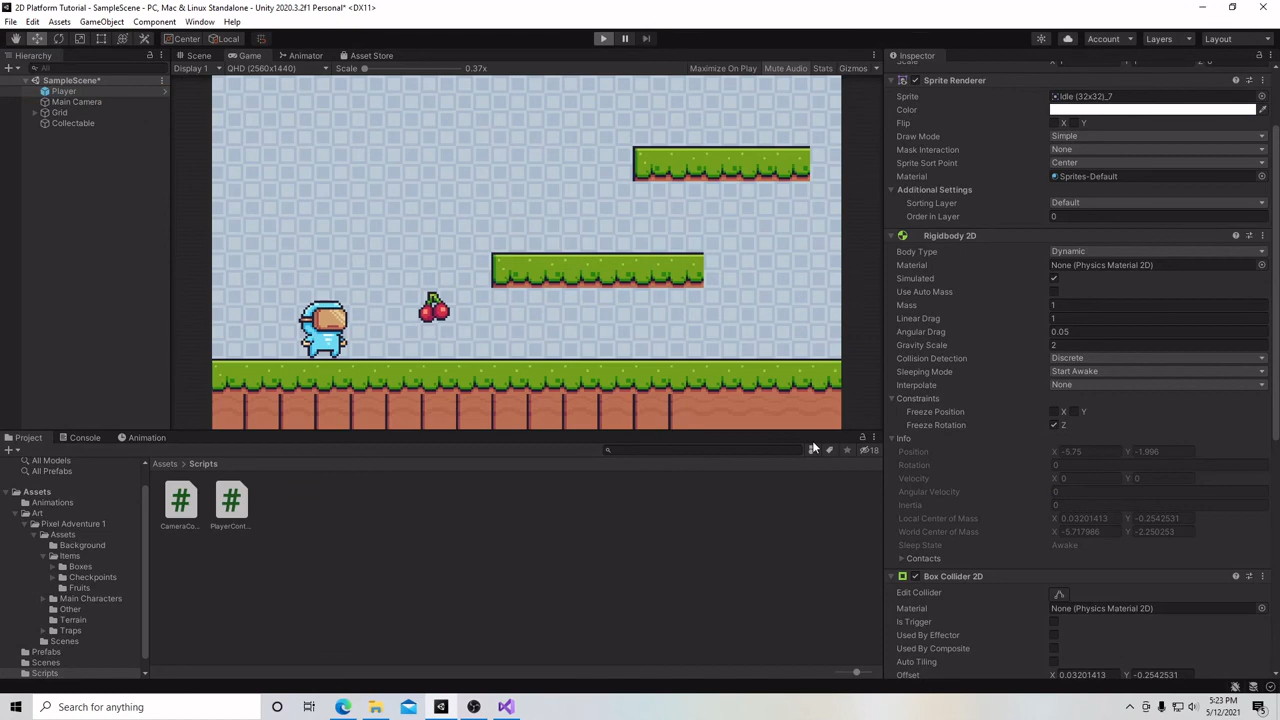 2D Platform Tutorial - SampleScene - PC, Mac & Linux Standalone - Unity 2020.3.2f1 Personal* <DX11>
File Edit Assets GameObject Component Window Help
Center Local Account Layers Layout
Hierarchy Scene Game Animator Asset Store Inspector
All Display 1 QHD (2560x1440) Scale 0.37x Maximize On Play Mute Audio Stats Gizmos
SampleScene*
Player
Main Camera
Grid
Collectable
Sprite Renderer
Sprite Idle (32x32)_7
Color
Flip X Y
Draw Mode Simple
Mask Interaction None
Sprite Sort Point Center
Material Sprites-Default
Additional Settings
Sorting Layer Default
Order in Layer 0
Rigidbody 2D
Body Type Dynamic
Material None (Physics Material 2D)
Simulated
Use Auto Mass
Mass 1
Linear Drag 1
Angular Drag 0.05
Gravity Scale 2
Collision Detection Discrete
Sleeping Mode Start Awake
Interpolate None
Constraints
Freeze Position X Y
Freeze Rotation Z
Info
Position X -5.75 Y -1.996
Rotation 0
Velocity X 0 Y 0
Angular Velocity 0
Inertia 0
Local Center of Mass X 0.03201413 Y -0.2542531
World Center of Mass X -5.717986 Y -2.250253
Sleep State Awake
Contacts
Box Collider 2D
Edit Collider
Material None (Physics Material 2D)
Is Trigger
Used By Effector
Used By Composite
Auto Tiling
Offset X 0.03201413 Y -0.2542531
Project Console Animation
18
All Models
All Prefabs
Assets
Animations
Art
Pixel Adventure 1
Assets
Background
Items
Boxes
Checkpoints
Fruits
Main Characters
Other
Terrain
Traps
Scenes
Prefabs
Scenes
Scripts
Assets Scripts
# #
CameraCo... PlayerCont...
Type here to search
5:23 PM
5/12/2021
5